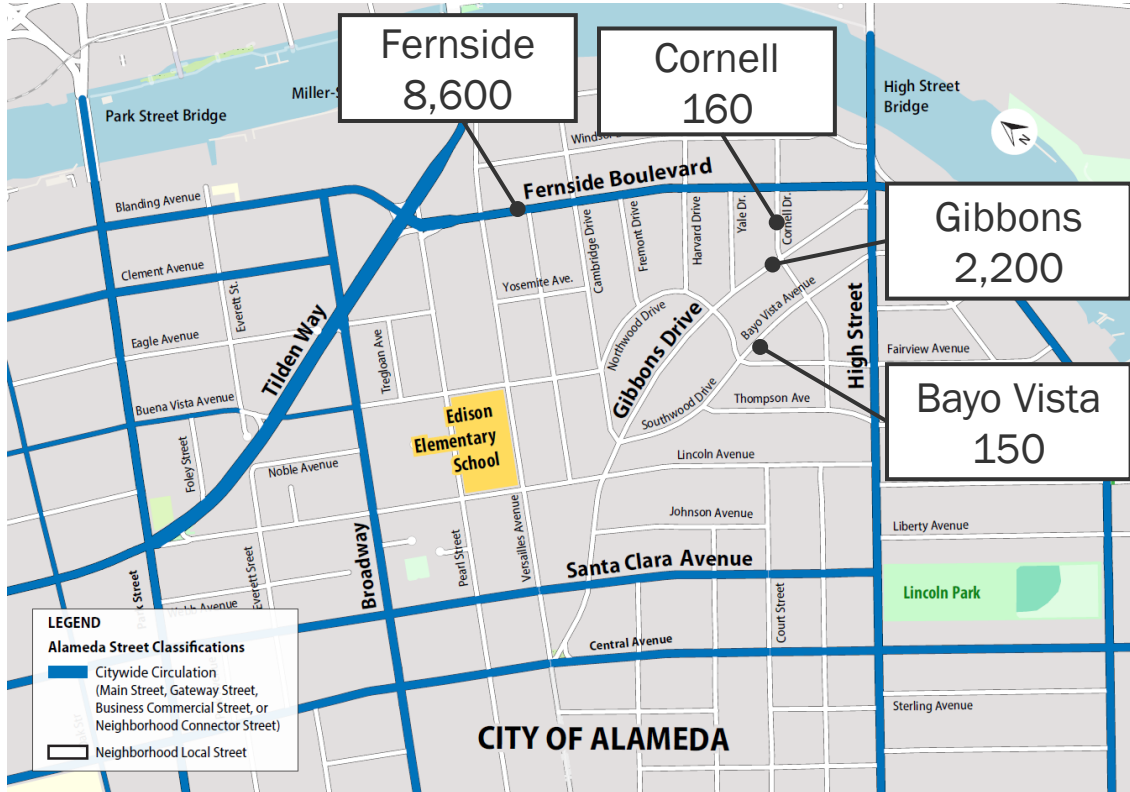 Fernside
8,600
Cornell
160
Gibbons
2,200
Bayo Vista
150
Park Street Bridge
Miller-S
High Street
Bridge
N
Windsor
Fernside Boulevard
Blanding Avenue
Clement Avenue
Eagle Avenue
Everett St.
Tilden Way
Tregloan Ave
Buena Vista Avenue
Foley Street
Noble Avenue
Yosemite Ave.
Cambridge Drive
Fremont Drive
Harvard Drive
Yale Dr.
Cornell Dr.
Northwood Drive
Gibbons Drive
Bayo Vista Avenue
Southwood Drive
High Street
Fairview Avenue
Thompson Ave
Edison
Elementary
School
Lincoln Avenue
Johnson Avenue
Liberty Avenue
Pearl Street
Versailles Avenue
Broadway
Santa Clara Avenue
Lincoln Park
Park Street
Everett Sreet
Webb Avenue
Central Avenue
Court Street
Sterling Avenue
CITY OF ALAMEDA
LEGEND
Alameda Street Classifications
Citywide Circulation
(Main Street, Gateway Street,
Business Commercial Street, or
Neighborhood Connector Street)
Neighborhood Local Street